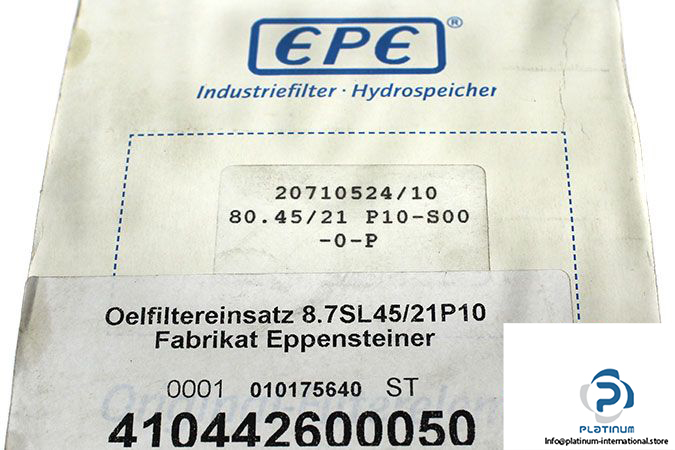 EPE®
Industriefilter · Hydrospeicher
20710524/10
80.45/21 P10-S00
-0-P
Oelfiltereinsatz 8.7SL45/21P10
Fabrikat Eppensteiner
0001 010175640 ST
410442600050
PLATINUM
Info@platinum-international.store